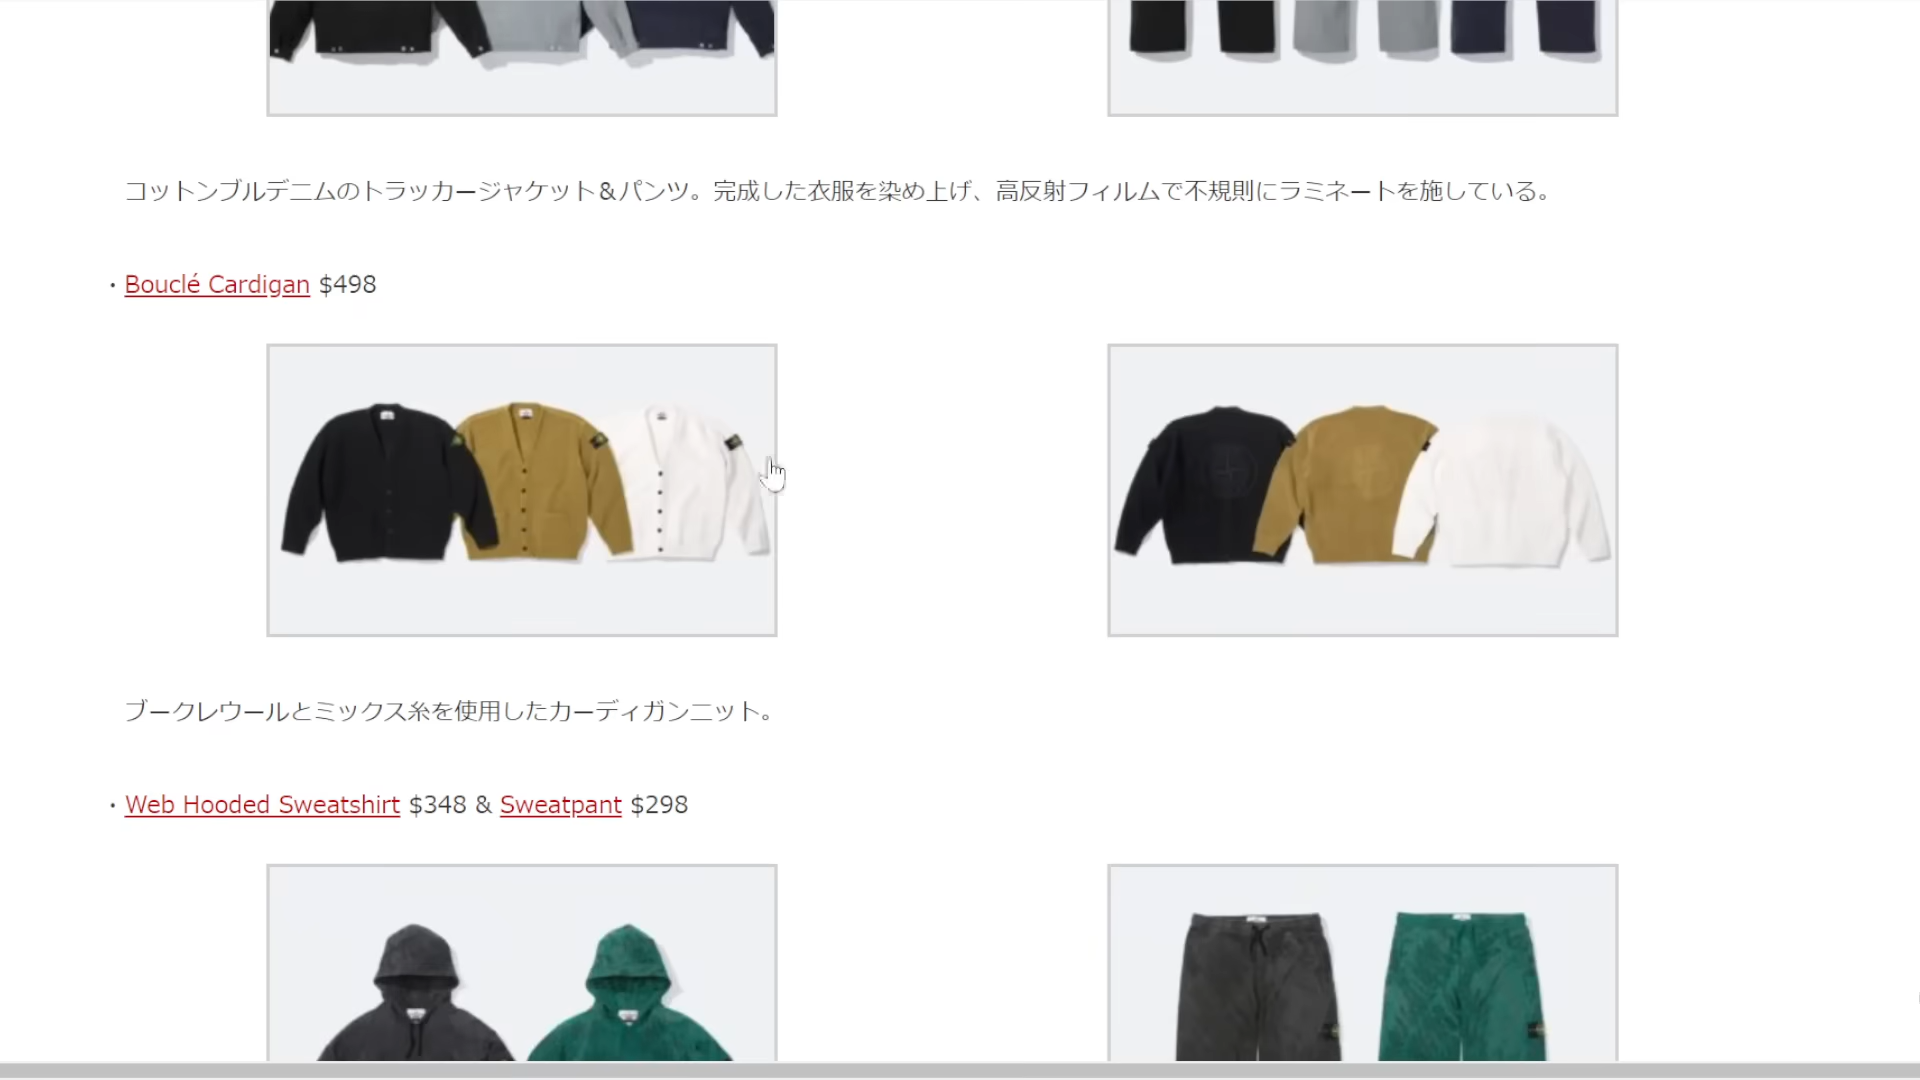 コットンブルデニムのトラッカージャケット＆パンツ。完成した衣服を染め上げ、高反射フィルムで不規則にラミネートを施している。
・Bouclé Cardigan $498
ブークレウールとミックス糸を使用したカーディガンニット。
・Web Hooded Sweatshirt $348 & Sweatpant $298